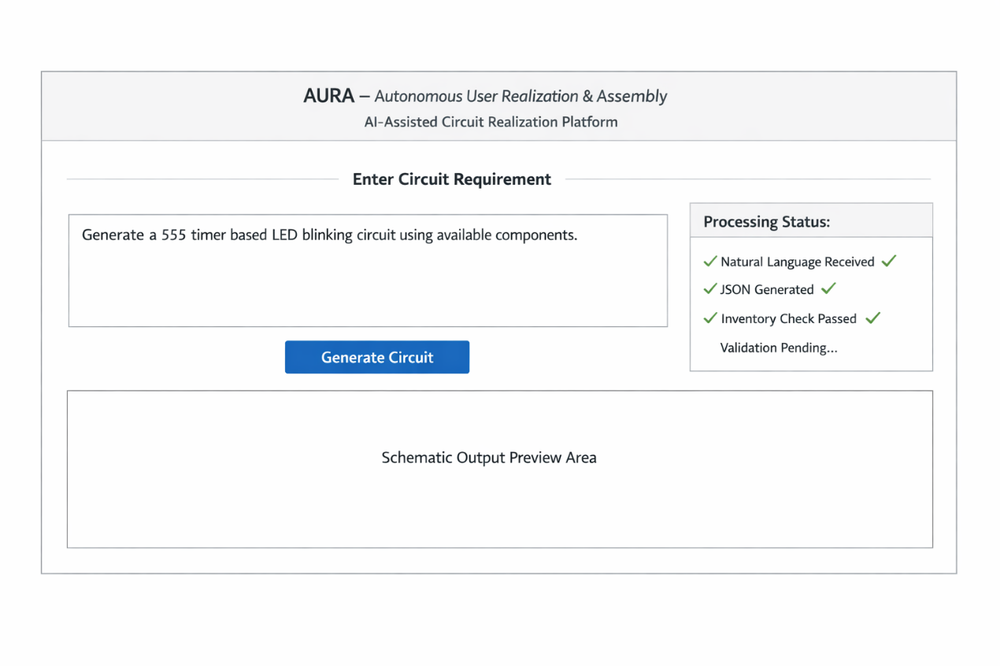 AURA – Autonomous User Realization & Assembly
AI-Assisted Circuit Realization Platform
Enter Circuit Requirement
Generate a 555 timer based LED blinking circuit using available components.
Generate Circuit
Processing Status:
✓ Natural Language Received ✓
✓ JSON Generated ✓
✓ Inventory Check Passed ✓
Validation Pending...
Schematic Output Preview Area